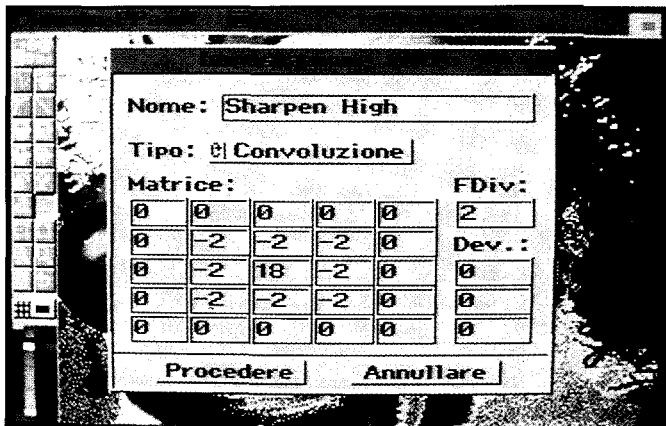 Nome: Sharpen High
Tipo: Convoluzione
Matrice: FDiv:
0 0 0 0 0 2
0 -2 -2 -2 0 Dev.:
0 -2 18 -2 0 0
0 -2 -2 -2 0 0
0 0 0 0 0 0
Procedere Annullare